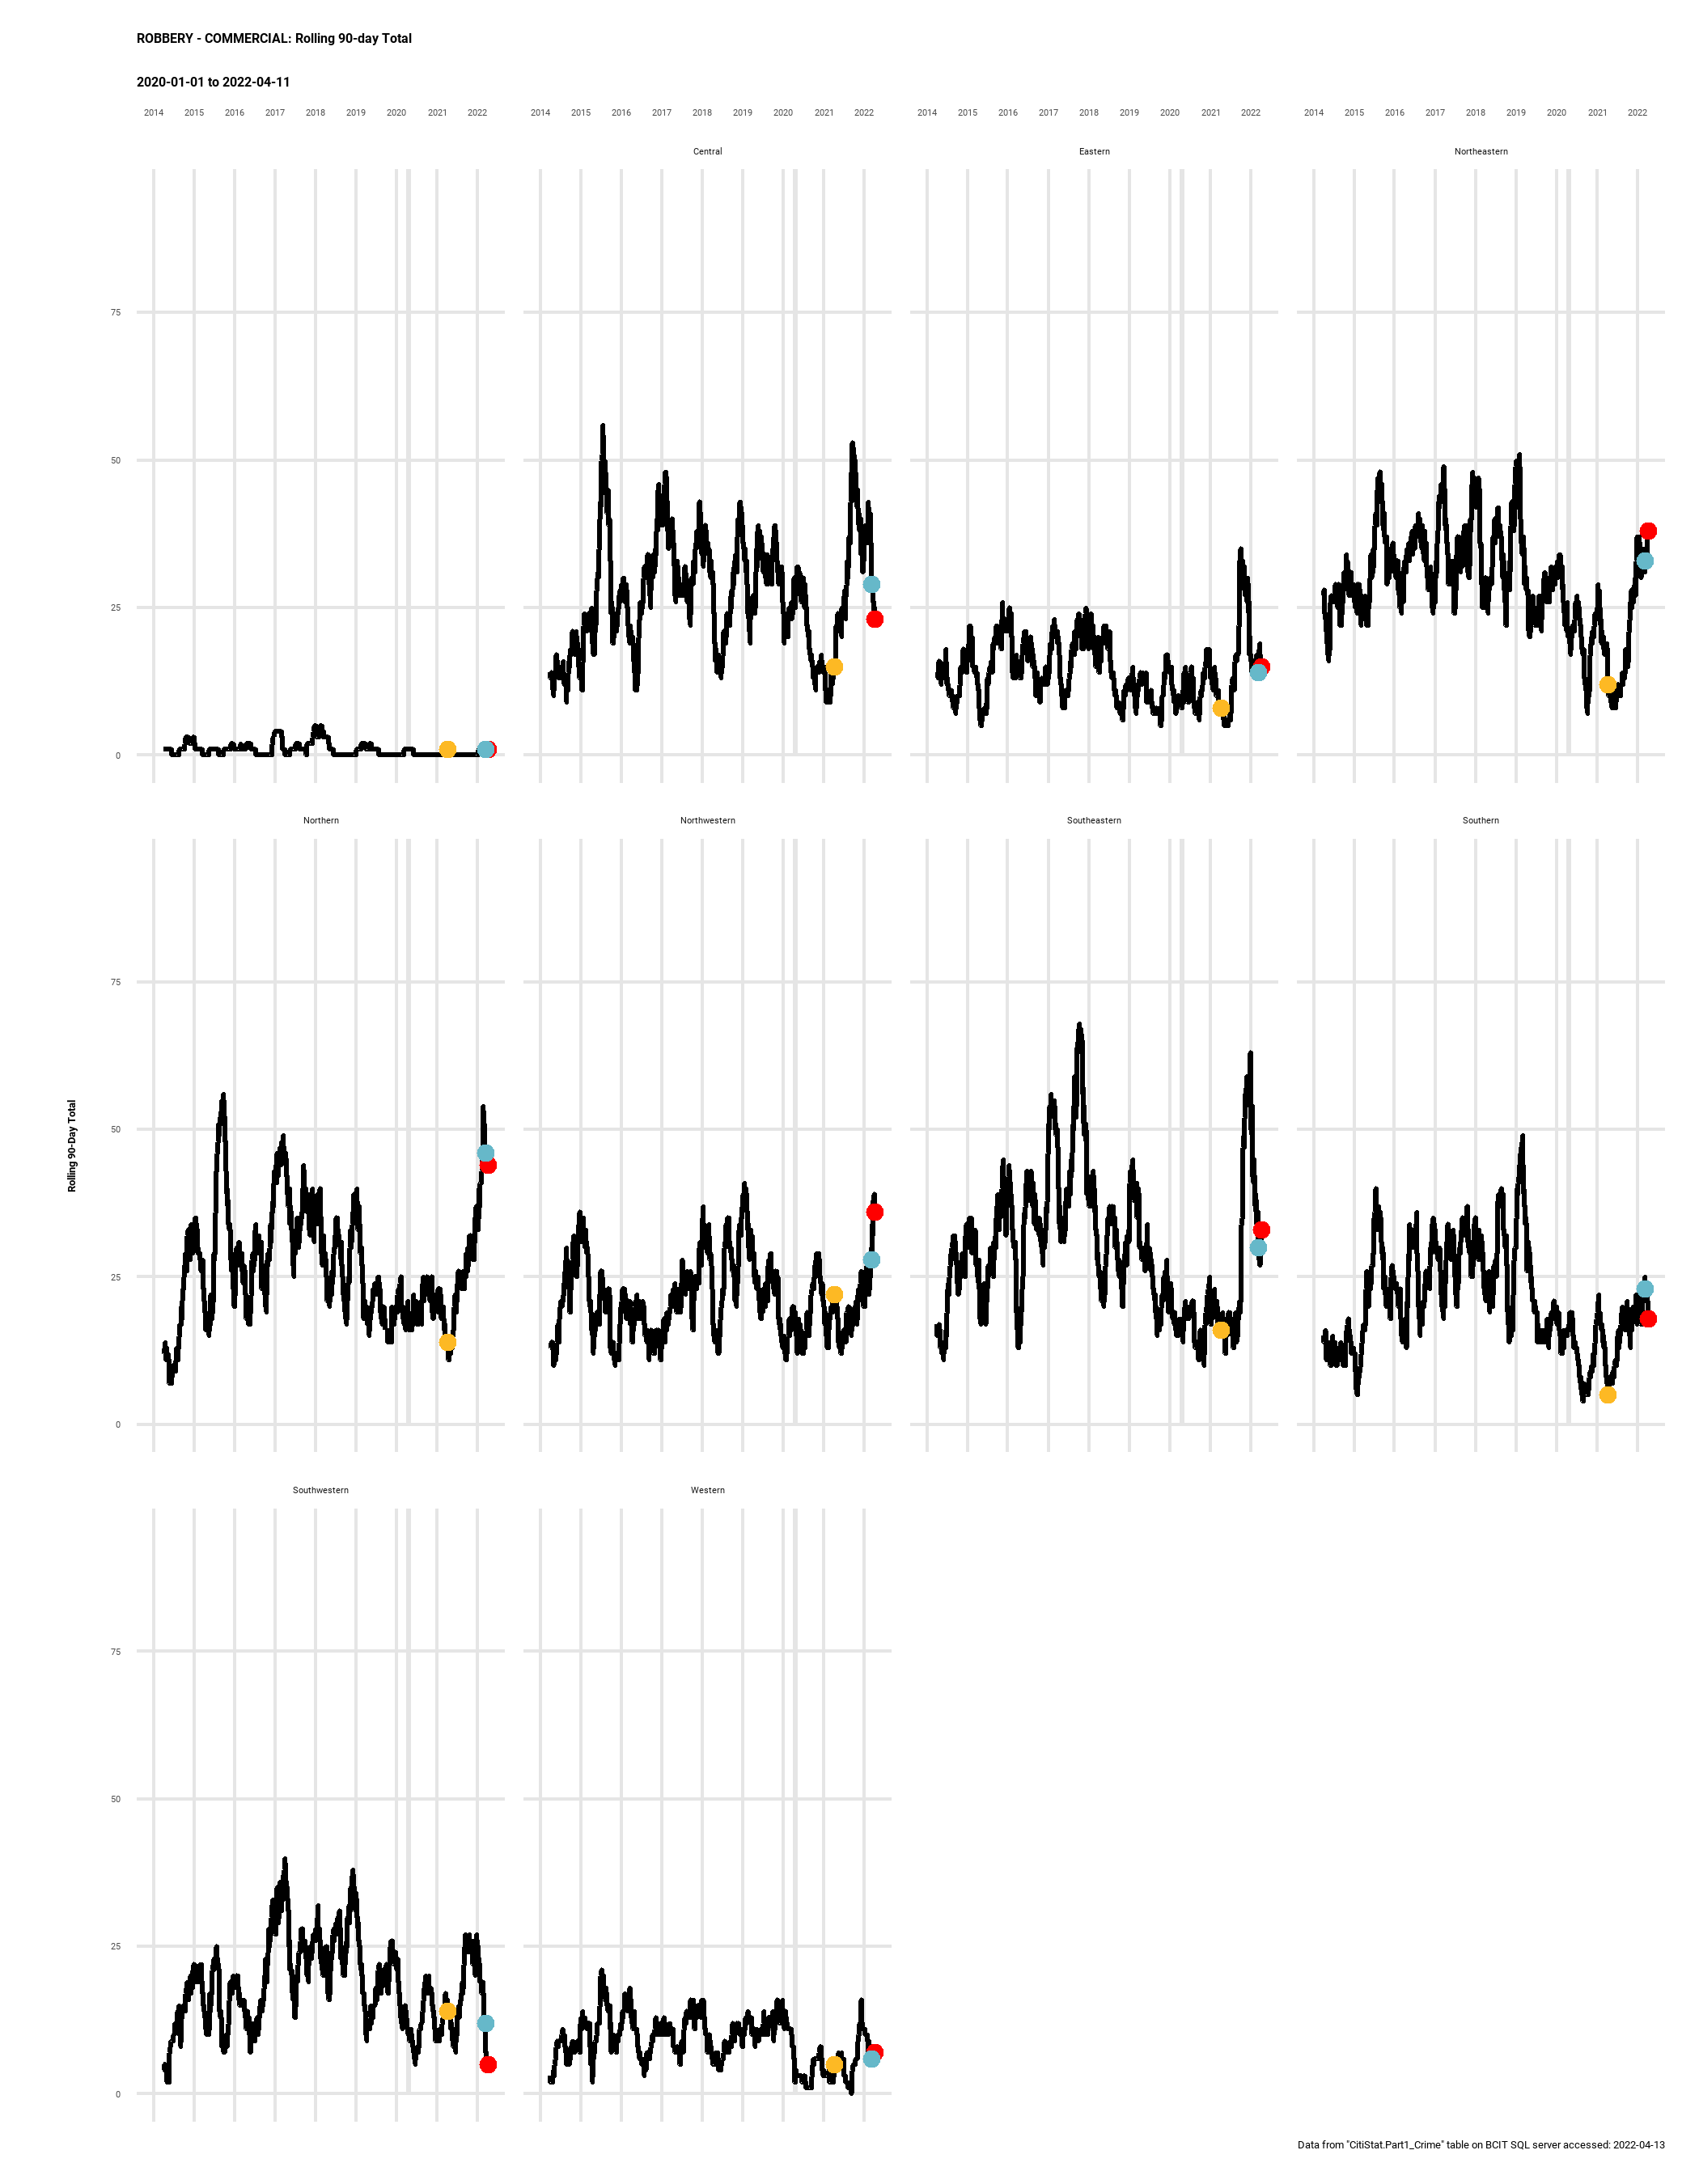 ROBBERY - COMMERCIAL: Rolling 90-day Total
2020-01-01 to 2022-04-11
2014 2015 2016 2017 2018 2019 2020 2021 2022 2014 2015 2016 2017 2018 2019 2020 2021 2022 2014 2015 2016 2017 2018 2019 2020 2021 2022 2014 2015 2016 2017 2018 2019 2020 2021 2022
Central Eastern Northeastern
75
50
25
0
Northern Northwestern Southeastern Southern
75
50
25
0
Rolling 90-Day Total
Southwestern Western
75
50
25
0
Data from "CitiStat.Part1_Crime" table on BCIT SQL server accessed: 2022-04-13